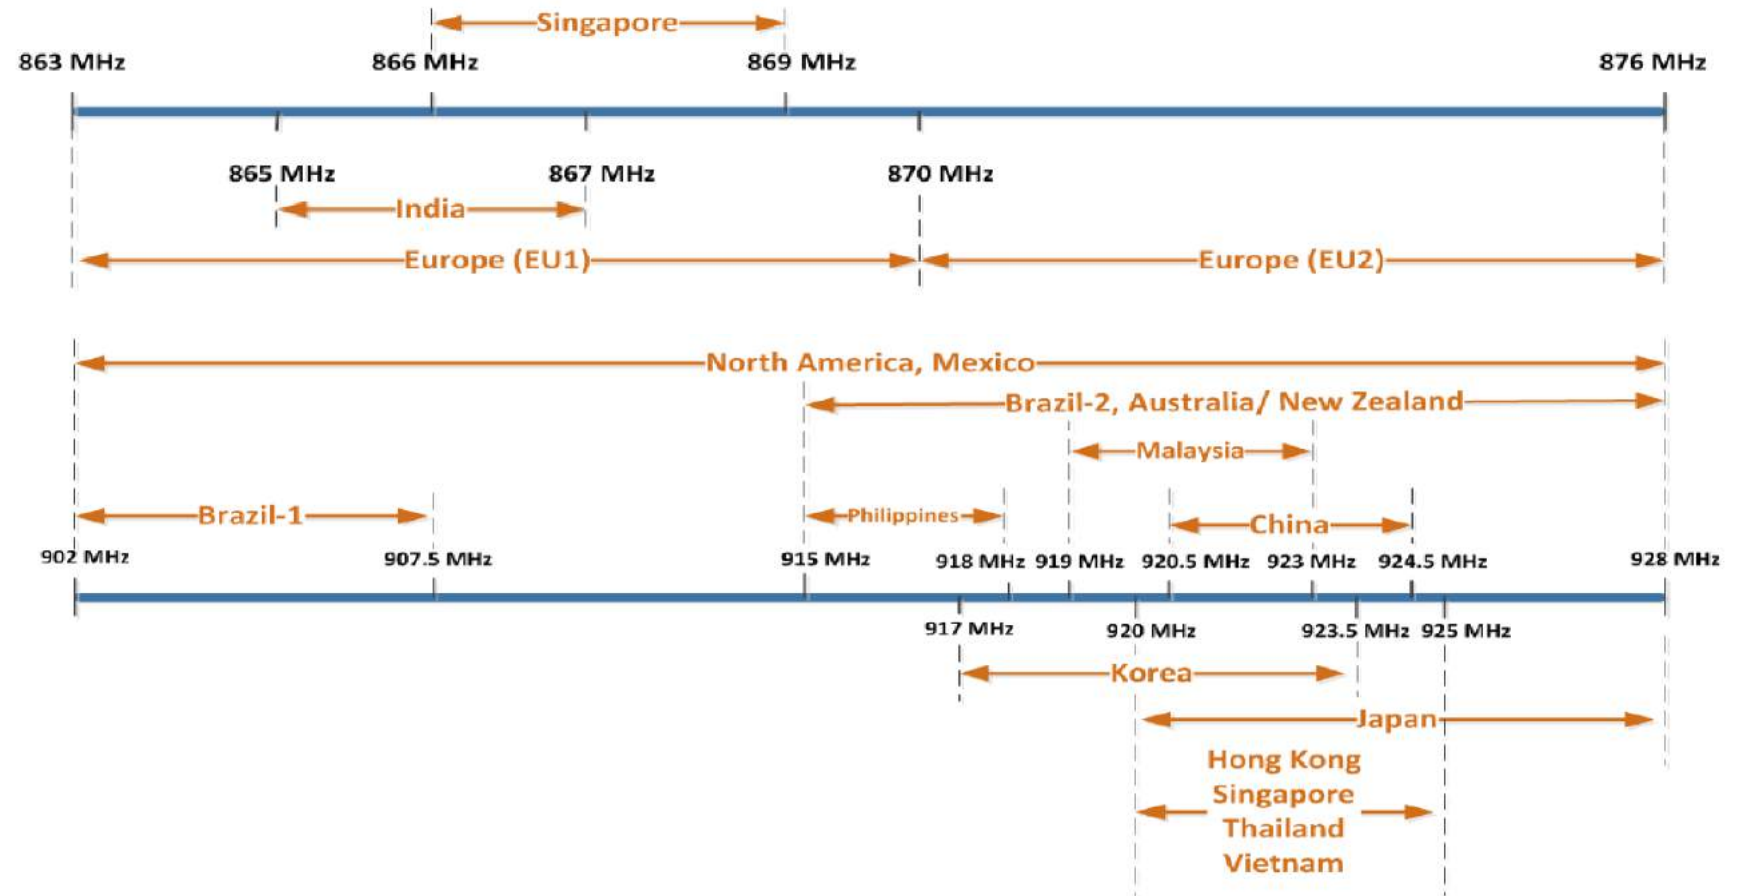 Singapore
863 MHz 866 MHz 869 MHz 876 MHz
865 MHz 867 MHz 870 MHz
India
Europe (EU1) Europe (EU2)
North America, Mexico
Brazil-2, Australia/ New Zealand
Malaysia
Brazil-1 Philippines China
902 MHz 907.5 MHz 915 MHz 918 MHz 919 MHz 920.5 MHz 923 MHz 924.5 MHz 928 MHz
917 MHz 920 MHz 923.5 MHz 925 MHz
Korea
Japan
Hong Kong
Singapore
Thailand
Vietnam